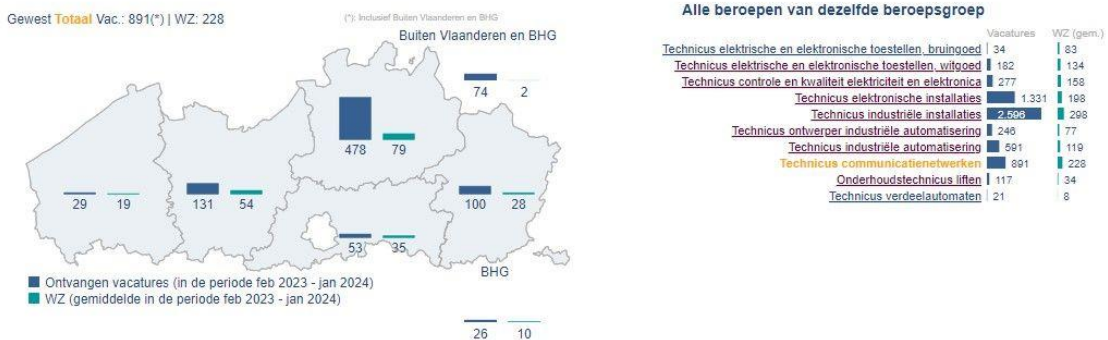 Gewest Totaal Vac.: 891(*) | WZ: 228
(*): Inclusief Buiten Vlaanderen en BHG
Buiten Vlaanderen en BHG
74 2
478 79
29 19
131 54
100 28
53 35
BHG
Ontvangen vacatures (in de periode feb 2023 - jan 2024)
WZ (gemiddelde in de periode feb 2023 - jan 2024)
26 10
Alle beroepen van dezelfde beroepsgroep
Vacatures WZ (gem.)
Technicus elektrische en elektronische toestellen, bruingoed 34 83
Technicus elektrische en elektronische toestellen, witgoed 182 134
Technicus controle en kwaliteit elektriciteit en elektronica 277 158
Technicus elektronische installaties 1.331 198
Technicus industriële installaties 2.596 298
Technicus ontwerper industriële automatisering 246 77
Technicus industriële automatisering 591 119
Technicus communicatienetwerken 891 228
Onderhoudstechnicus liften 117 34
Technicus verdeelautomaten 21 8